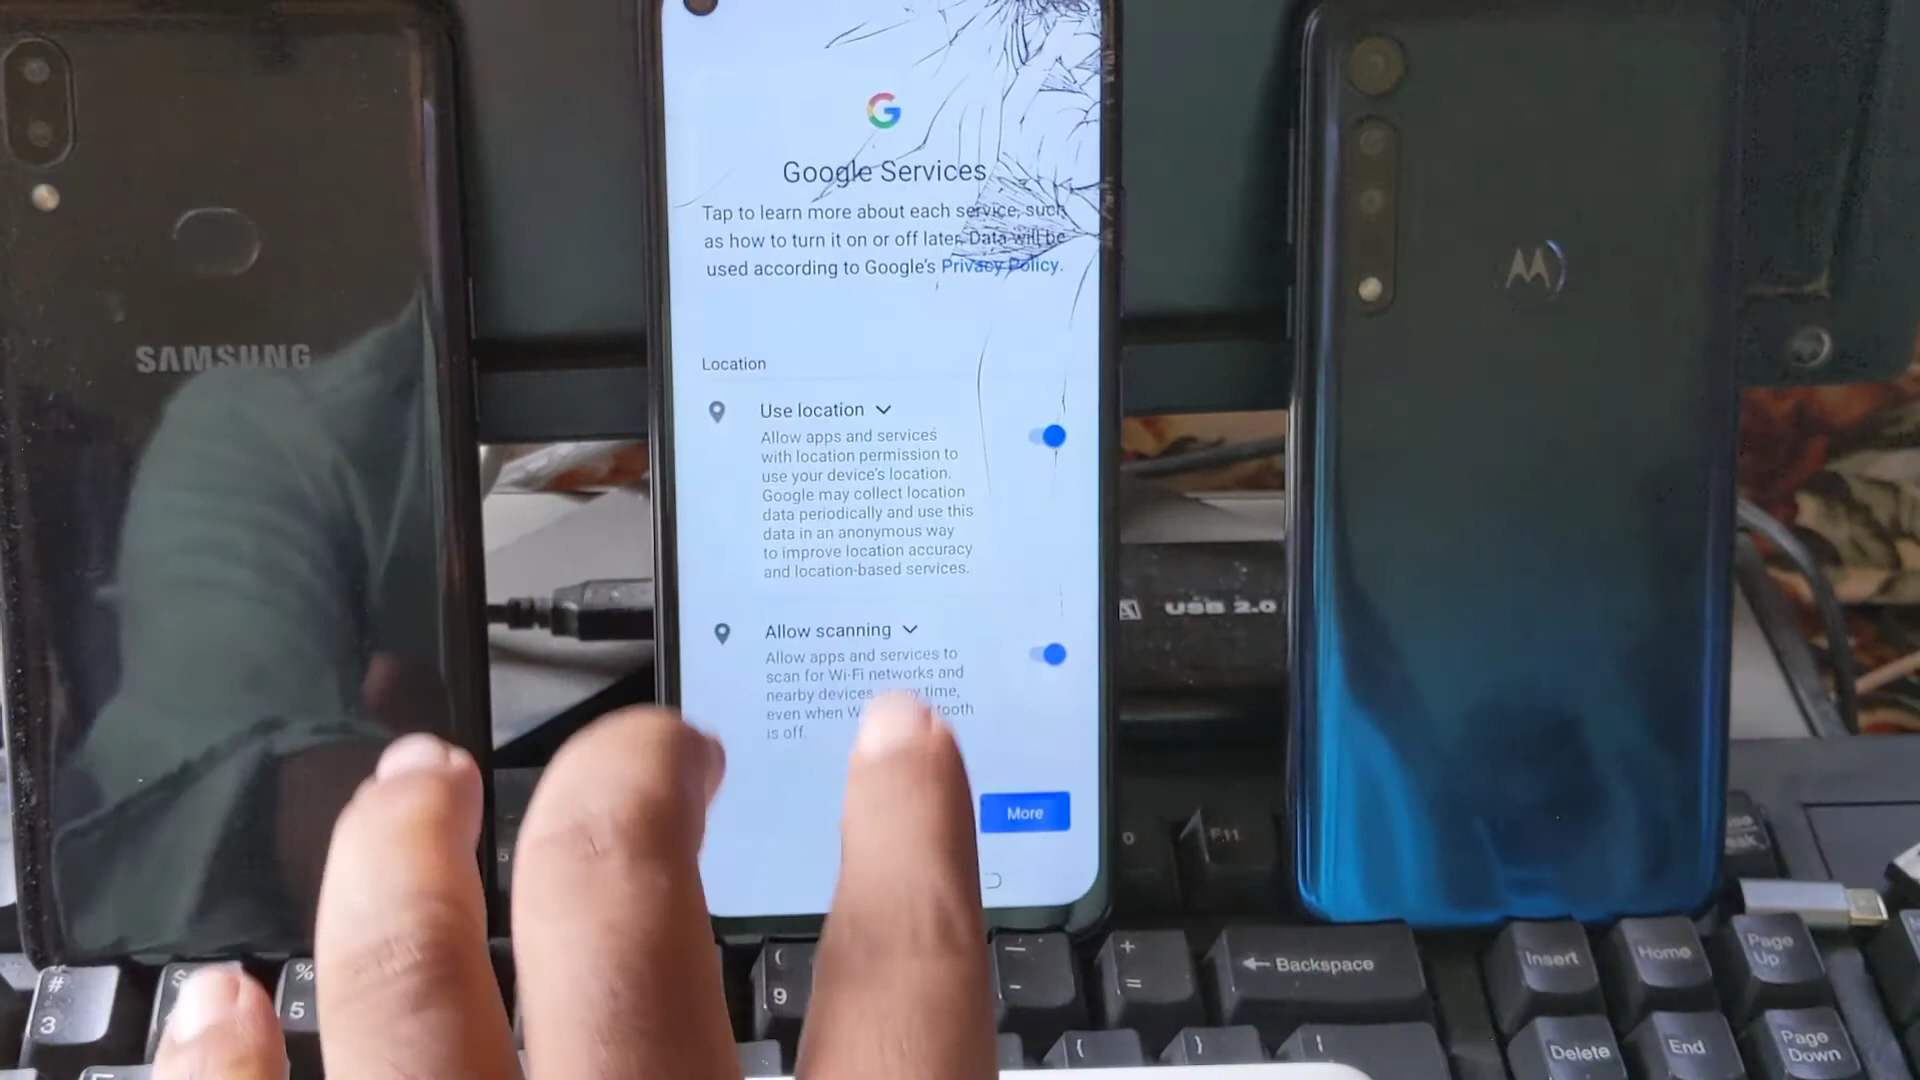 SAMSUNG
G
Google Services
Tap to learn more about each service, such
as how to turn it on or off later. Data will be
used according to Google's Privacy Policy.
Location
Use location
Allow apps and services
with location permission to
use your device's location.
Google may collect location
data periodically and use this
data in an anonymous way
to improve location accuracy
and location-based services.
Allow scanning
Allow apps and services to
scan for Wi-Fi networks and
nearby devices time,
even when
is off.
More
USB 2.0
F11
#
3
$
%
5
(
9
—
-
+
=
← Backspace
Insert
Home
Page
Up
{
}
|
Delete
End
Page
Down